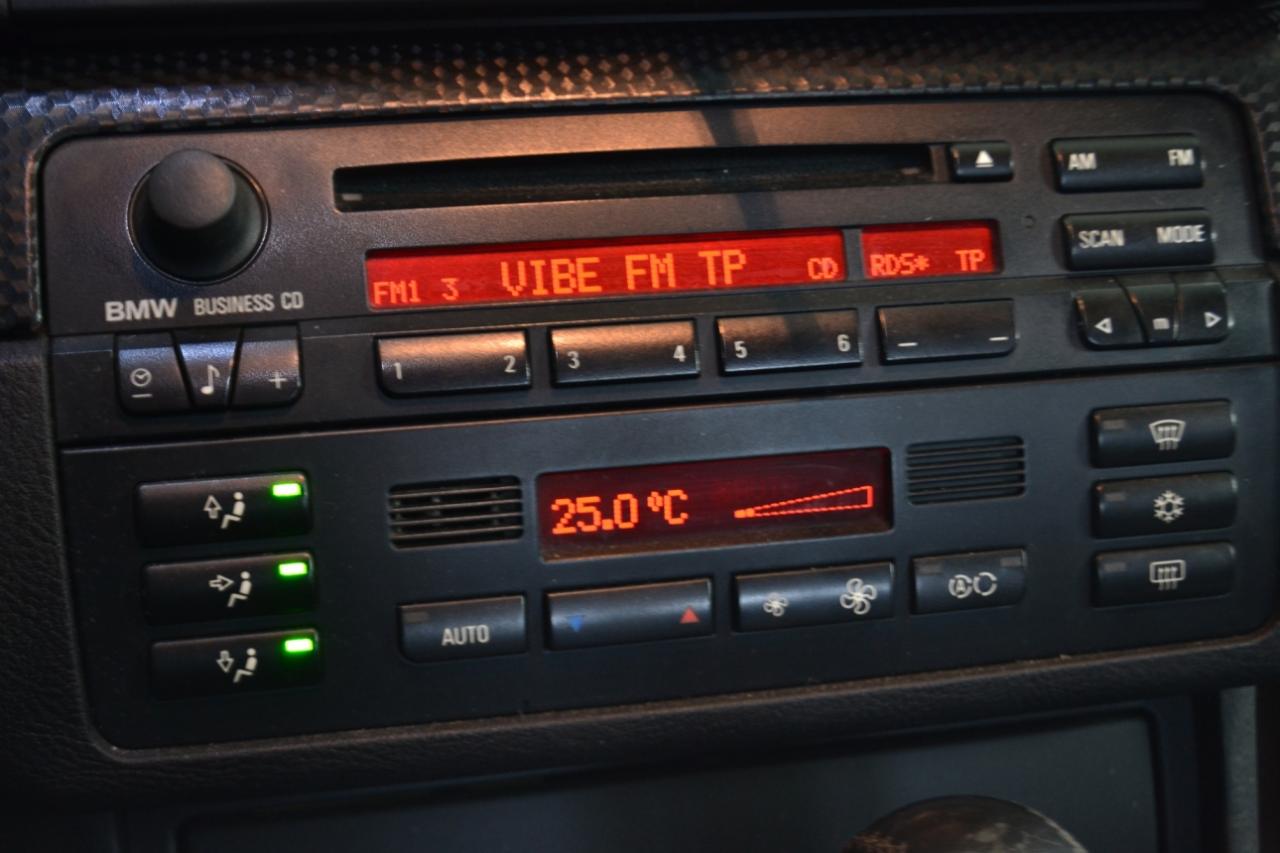 AM FM
SCAN MODE
FM1 3 VIBE FM TP CD RDS* TP
BMW BUSINESS CD
1 2 3 4 5 6 m
- +
25.0 ºC
AUTO
A